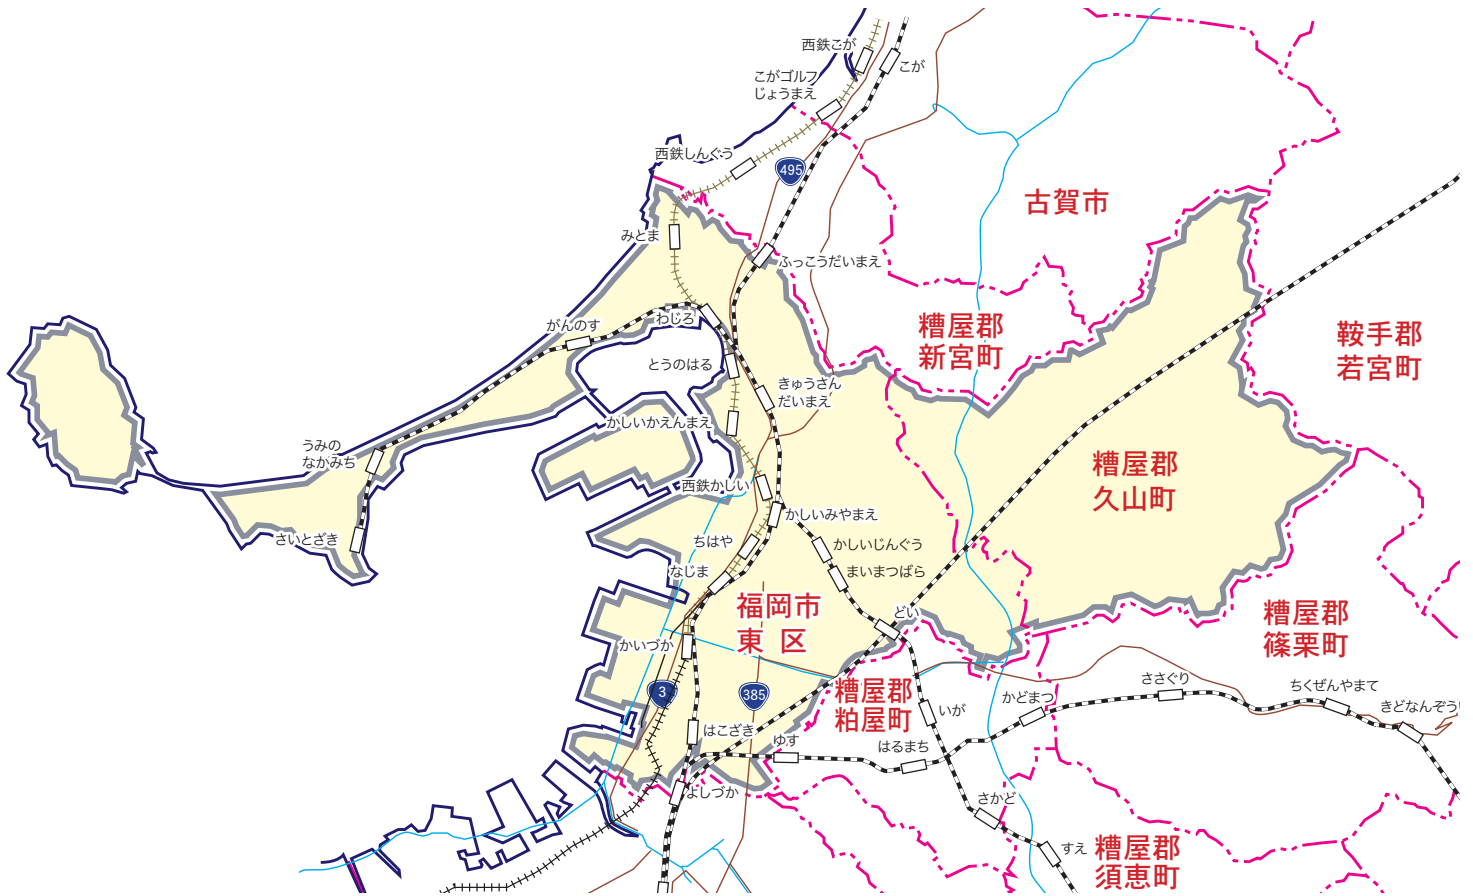 西鉄こが
こが
こがゴルフ
じょうまえ
西鉄しんぐう
495
古賀市
みとま
ふっこうだいまえ
がんのす
わじろ
糟屋郡
新宮町
鞍手郡
若宮町
とうのはる
きゅうさん
だいまえ
かしいかえんまえ
うみの
なかみち
糟屋郡
久山町
西鉄かしい
かしいみやまえ
さいとざき
ちはや
かしいじんぐう
なじま
まいまつばら
福岡市
東区
どい
糟屋郡
篠栗町
かいづか
3
385
糟屋郡
粕屋町
ささぐり
ちくぜんやまて
かどまつ
いが
きどなんぞうい
はこざき
ゆす
はるまち
よしづか
さかど
すえ
糟屋郡
須恵町